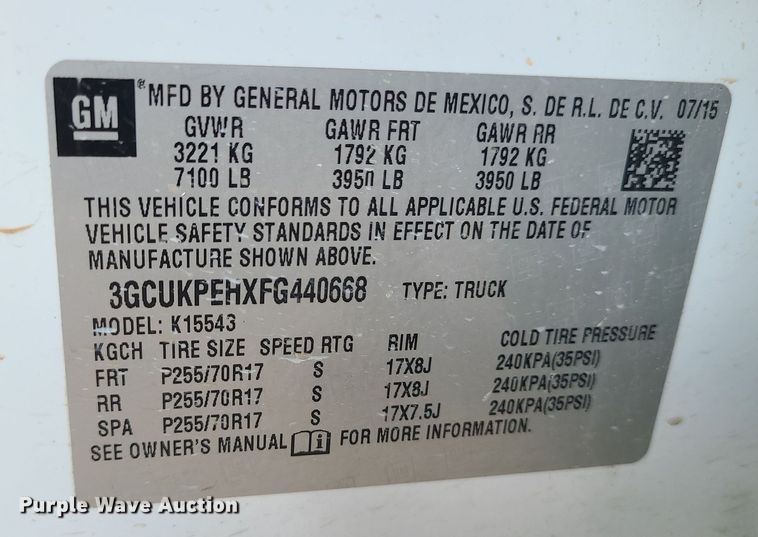 GM ® MFD BY GENERAL MOTORS DE MEXICO, S. DE R.L. DE C.V. 07/15
GVWR GAWR FRT GAWR RR
3221 KG 1792 KG 1792 KG
7100 LB 3950 LB 3950 LB
THIS VEHICLE CONFORMS TO ALL APPLICABLE U.S. FEDERAL MOTOR
VEHICLE SAFETY STANDARDS IN EFFECT ON THE DATE OF
MANUFACTURE SHOWN ABOVE.
3GCUKPEHXFG440668 TYPE: TRUCK
MODEL: K15543
KGCH TIRE SIZE SPEED RTG RIM COLD TIRE PRESSURE
FRT P255/70R17 S 17X8J 240KPA(35PSI)
RR P255/70R17 S 17X8J 240KPA(35PSI)
SPA P255/70R17 S 17X7.5J 240KPA(35PSI)
SEE OWNER'S MANUAL i FOR MORE INFORMATION.
GM
Purple Wave Auction